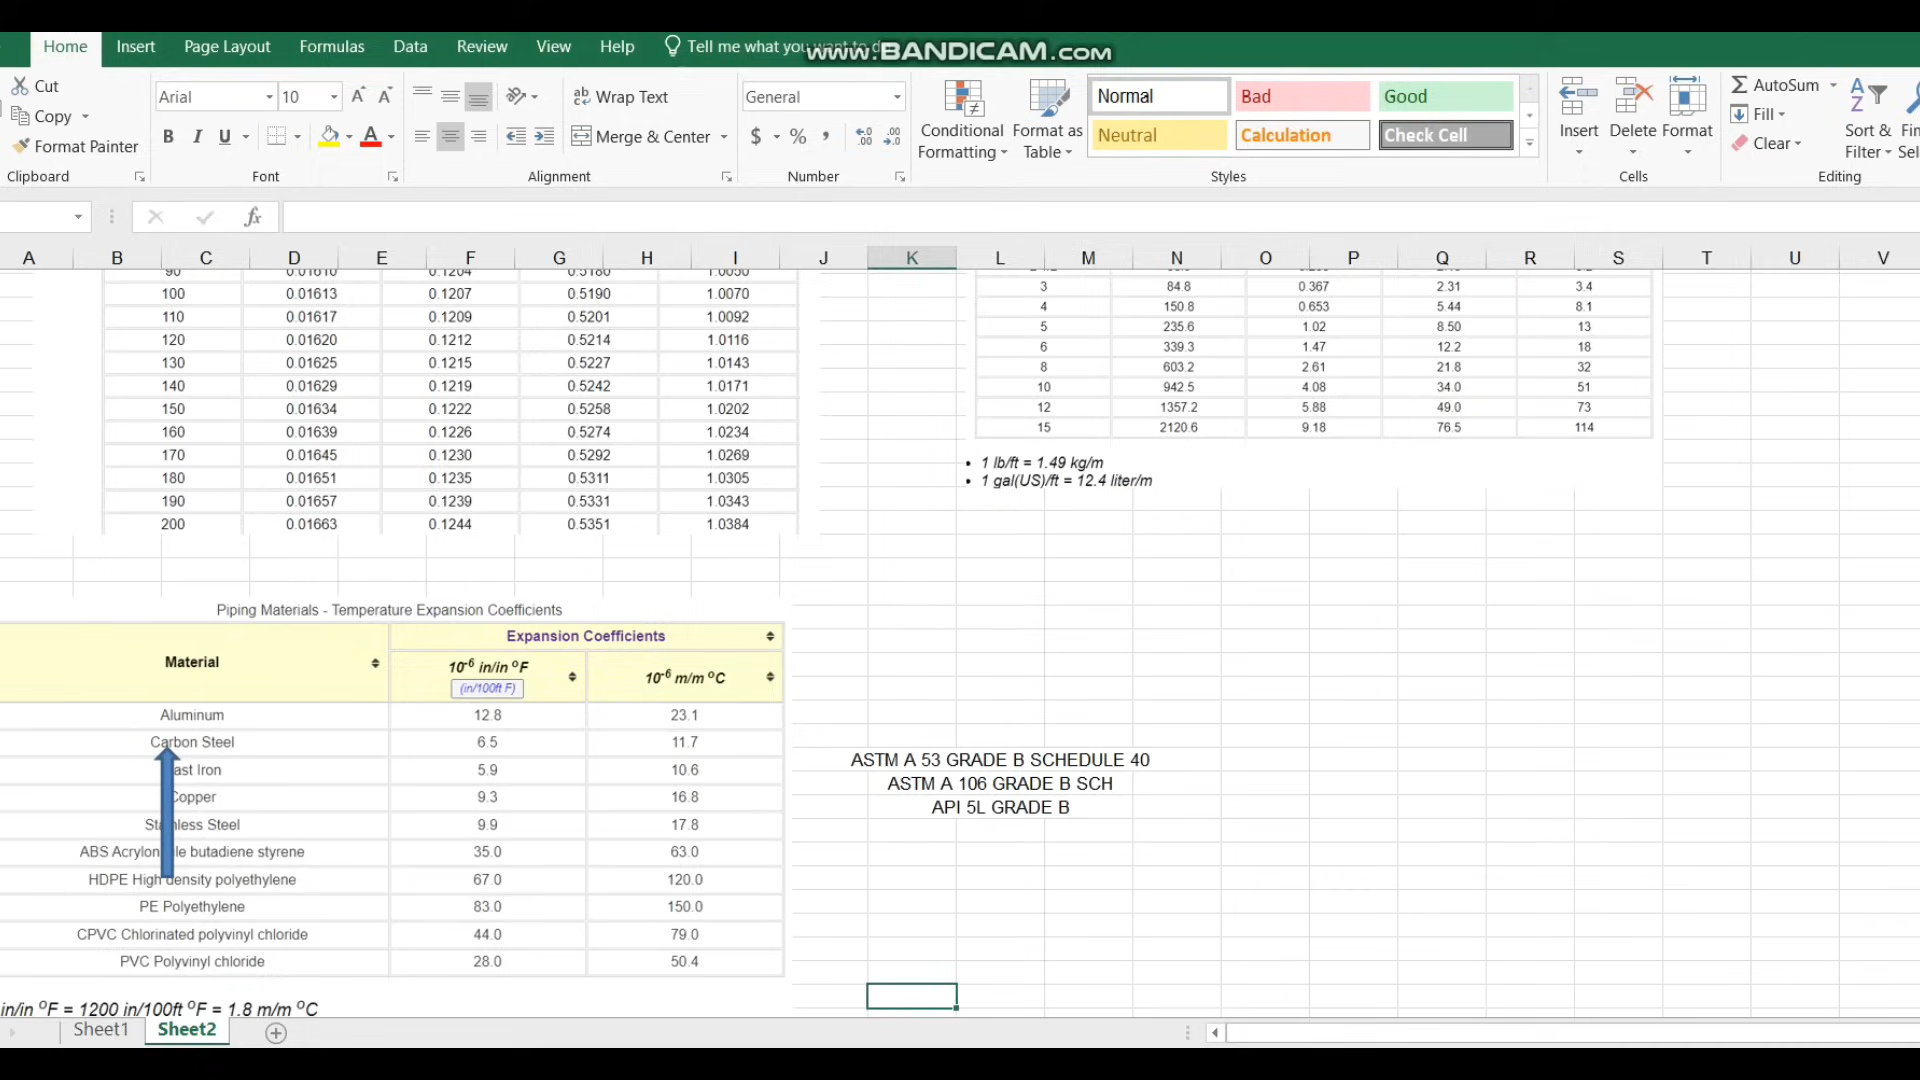 www.BANDICAM.com
Home Insert Page Layout Formulas Data Review View Help Tell me what you
Cut
Copy
Format Painter
Clipboard
Arial 10
B I U
Font
Wrap Text
Merge & Center
Alignment
General
$ % ,
Number
Conditional Formatting
Format as Table
Normal Bad Good
Neutral Calculation Check Cell
Styles
Insert Delete Format
Cells
AutoSum
Fill
Clear
Sort & Filter
Editing
fx
A B C D E F G H I J K L M N O P Q R S T U V
90 0.01610 0.1204 0.5180 1.0050
100 0.01613 0.1207 0.5190 1.0070
110 0.01617 0.1209 0.5201 1.0092
120 0.01620 0.1212 0.5214 1.0116
130 0.01625 0.1215 0.5227 1.0143
140 0.01629 0.1219 0.5242 1.0171
150 0.01634 0.1222 0.5258 1.0202
160 0.01639 0.1226 0.5274 1.0234
170 0.01645 0.1230 0.5292 1.0269
180 0.01651 0.1235 0.5311 1.0305
190 0.01657 0.1239 0.5331 1.0343
200 0.01663 0.1244 0.5351 1.0384
3 84.8 0.367 2.31 3.4
4 150.8 0.653 5.44 8.1
5 235.6 1.02 8.50 13
6 339.3 1.47 12.2 18
8 603.2 2.61 21.8 32
10 942.5 4.08 34.0 51
12 1357.2 5.88 49.0 73
15 2120.6 9.18 76.5 114
• 1 lb/ft = 1.49 kg/m
• 1 gal(US)/ft = 12.4 liter/m
Piping Materials - Temperature Expansion Coefficients
Material Expansion Coefficients
10⁻⁶ in/in °F 10⁻⁶ m/m °C
(in/100ft F)
Aluminum 12.8 23.1
Carbon Steel 6.5 11.7
ast Iron 5.9 10.6
Copper 9.3 16.8
Stainless Steel 9.9 17.8
ABS Acrylonitrile butadiene styrene 35.0 63.0
HDPE High density polyethylene 67.0 120.0
PE Polyethylene 83.0 150.0
CPVC Chlorinated polyvinyl chloride 44.0 79.0
PVC Polyvinyl chloride 28.0 50.4
in/in °F = 1200 in/100ft °F = 1.8 m/m °C
ASTM A 53 GRADE B SCHEDULE 40
ASTM A 106 GRADE B SCH
API 5L GRADE B
Sheet1 Sheet2